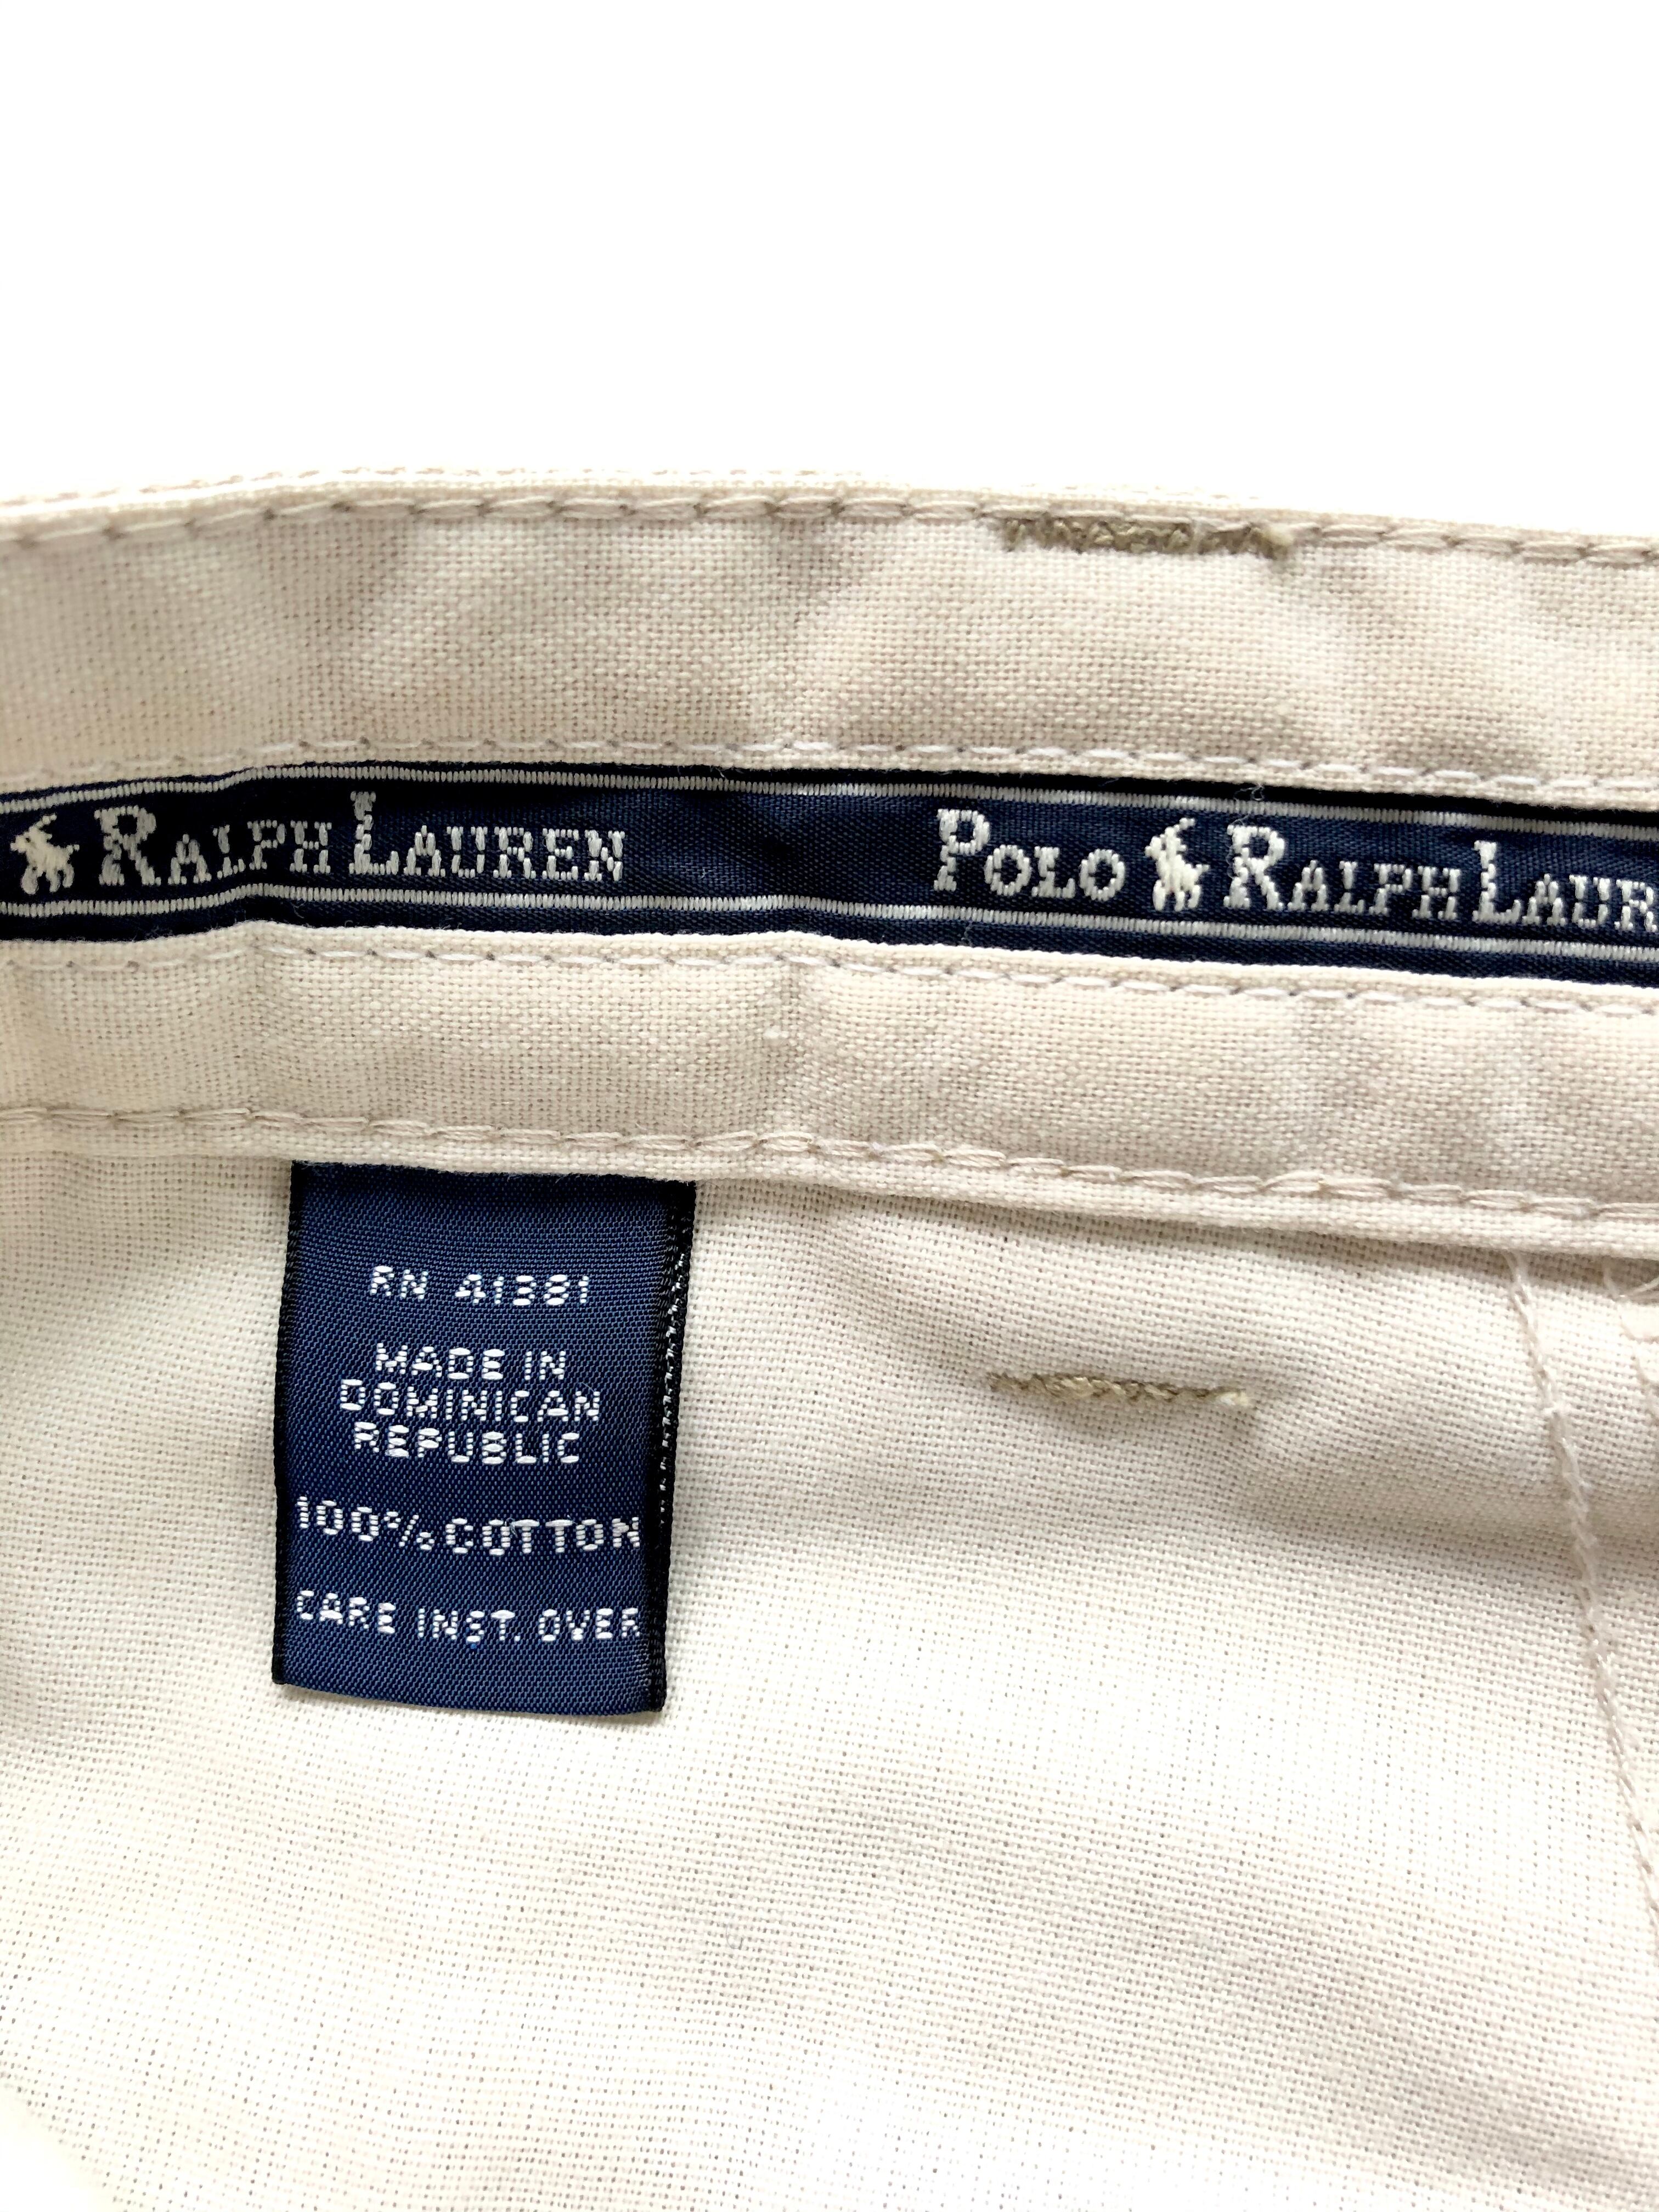 RALPH LAUREN POLO RALPH LAUR
RN 41381
MADE IN
DOMINICAN
REPUBLIC
100% COTTON
CARE INST. OVER